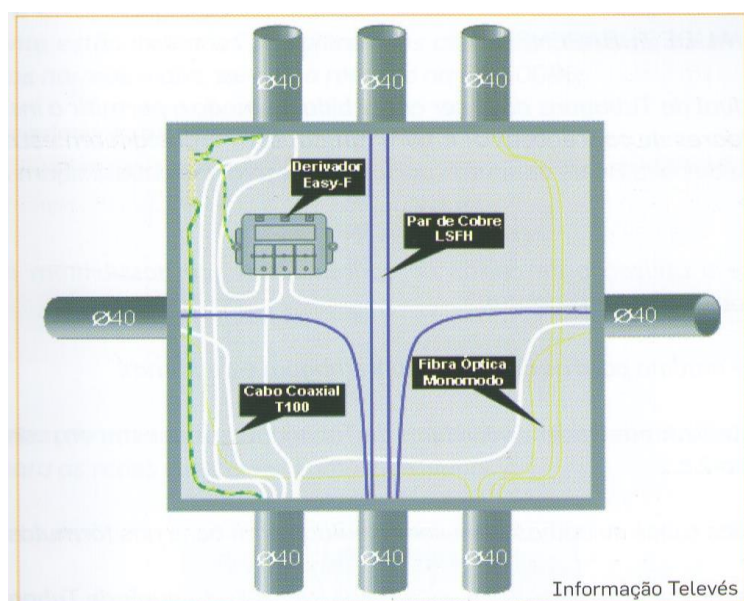 Ø40 Ø40 Ø40
Derivador
Easy-F
Par de Cobre
LSFH
Ø40
Ø40
Fibra Óptica
Monomodo
Cabo Coaxial
T100
Ø40 Ø40 Ø40
Informação Televés